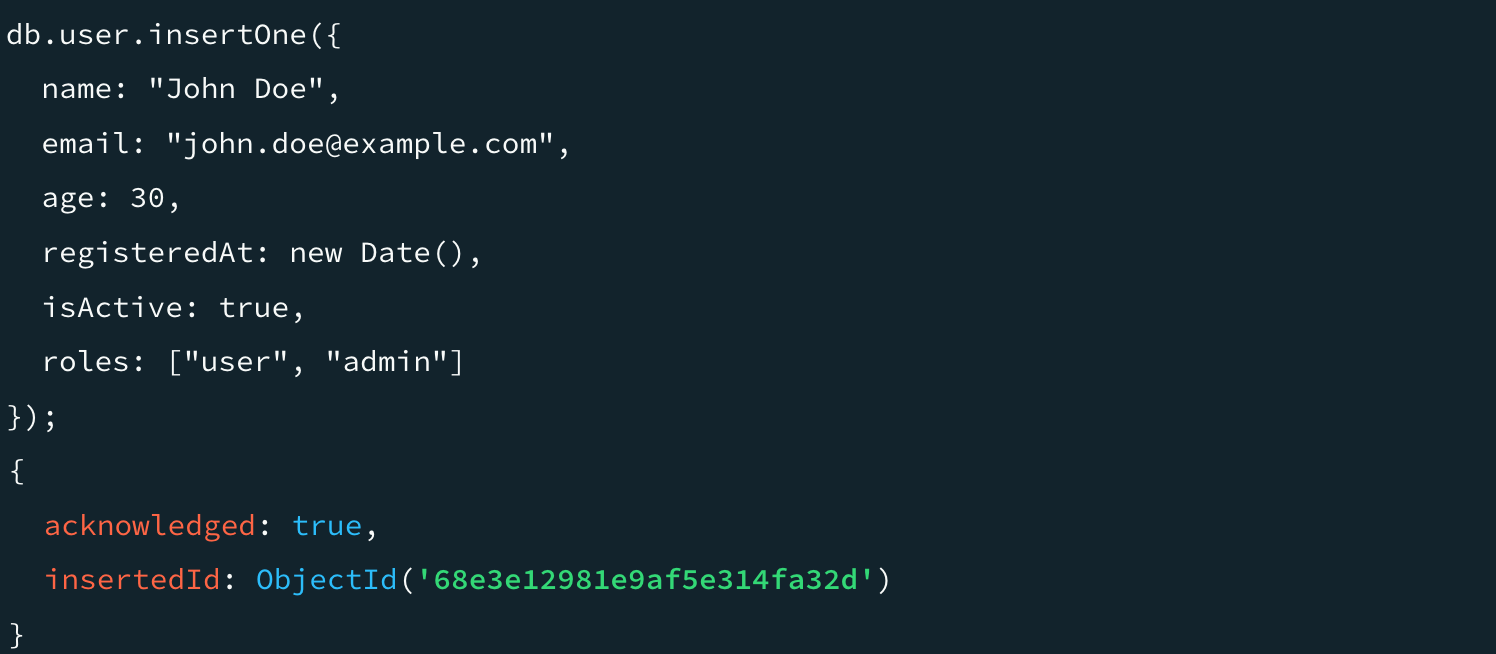 db.user.insertOne({
  name: "John Doe",
  email: "john.doe@example.com",
  age: 30,
  registeredAt: new Date(),
  isActive: true,
  roles: ["user", "admin"]
});
{
  acknowledged: true,
  insertedId: ObjectId('68e3e12981e9af5e314fa32d')
}